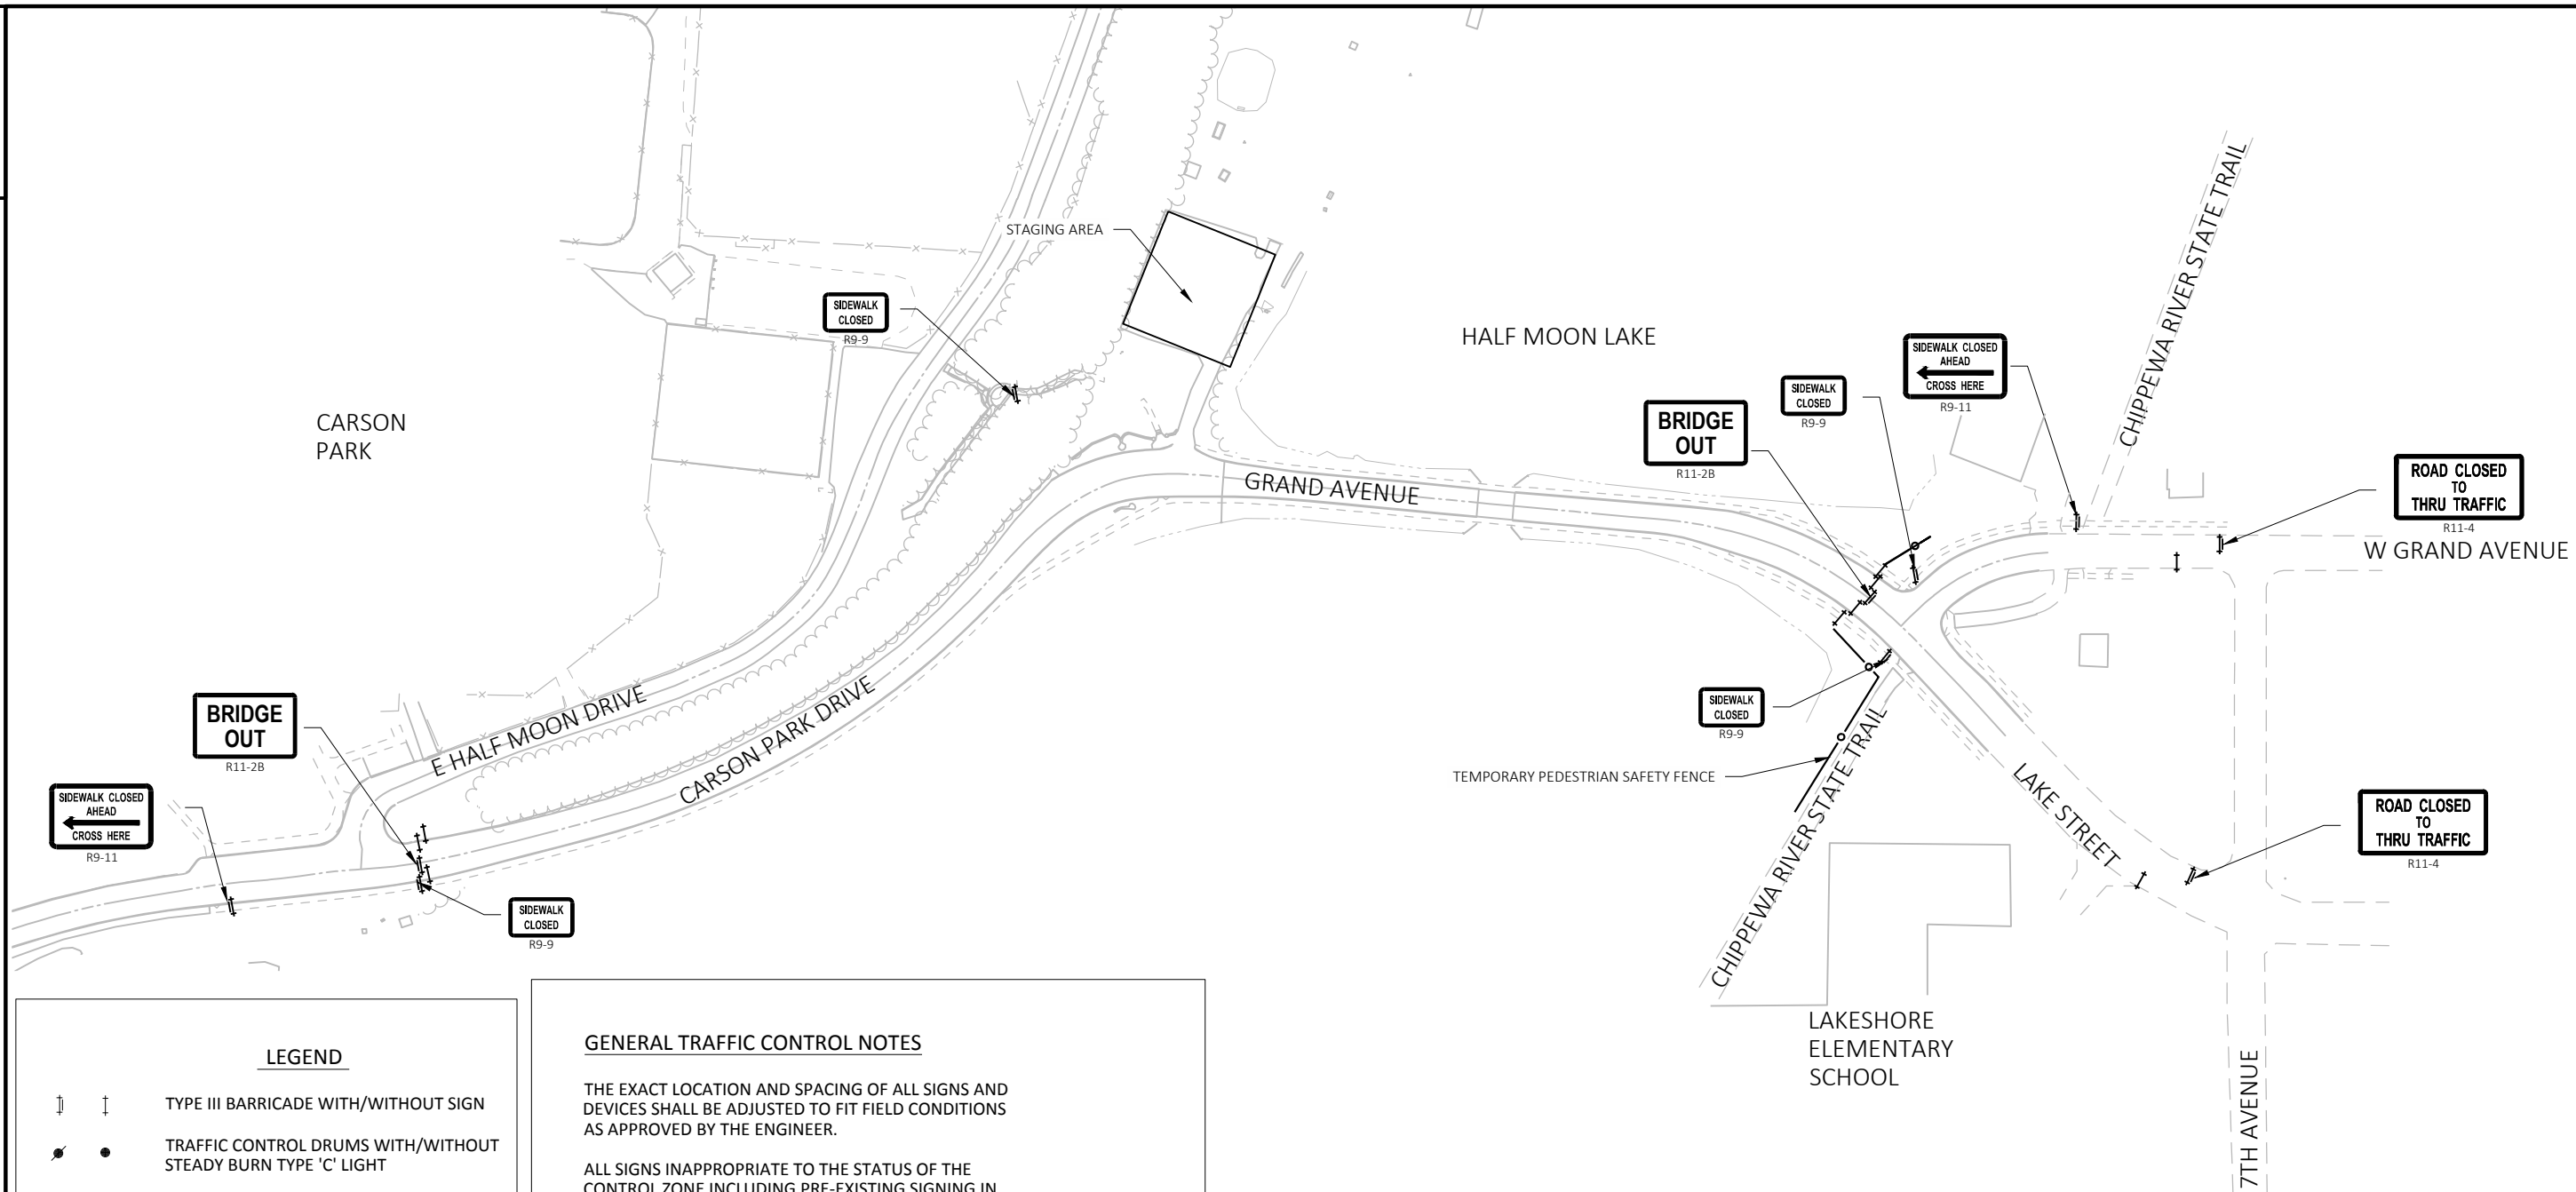 STAGING AREA
SIDEWALK
CLOSED
R9-9
HALF MOON LAKE
CARSON
PARK
CHIPPEWA RIVER STATE TRAIL
SIDEWALK CLOSED
AHEAD
CROSS HERE
R9-11
SIDEWALK
CLOSED
R9-9
BRIDGE
OUT
R11-2B
ROAD CLOSED
TO
THRU TRAFFIC
R11-4
GRAND AVENUE
W GRAND AVENUE
BRIDGE
OUT
R11-2B
E HALF MOON DRIVE
CARSON PARK DRIVE
SIDEWALK
CLOSED
R9-9
TEMPORARY PEDESTRIAN SAFETY FENCE
CHIPPEWA RIVER STATE TRAIL
LAKE STREET
SIDEWALK CLOSED
AHEAD
CROSS HERE
R9-11
ROAD CLOSED
TO
THRU TRAFFIC
R11-4
SIDEWALK
CLOSED
R9-9
LAKESHORE
ELEMENTARY
SCHOOL
7TH AVENUE
LEGEND
TYPE III BARRICADE WITH/WITHOUT SIGN
TRAFFIC CONTROL DRUMS WITH/WITHOUT
STEADY BURN TYPE 'C' LIGHT
GENERAL TRAFFIC CONTROL NOTES
THE EXACT LOCATION AND SPACING OF ALL SIGNS AND
DEVICES SHALL BE ADJUSTED TO FIT FIELD CONDITIONS
AS APPROVED BY THE ENGINEER.
ALL SIGNS INAPPROPRIATE TO THE STATUS OF THE
CONTROL ZONE INCLUDING PRE-EXISTING SIGNING IN